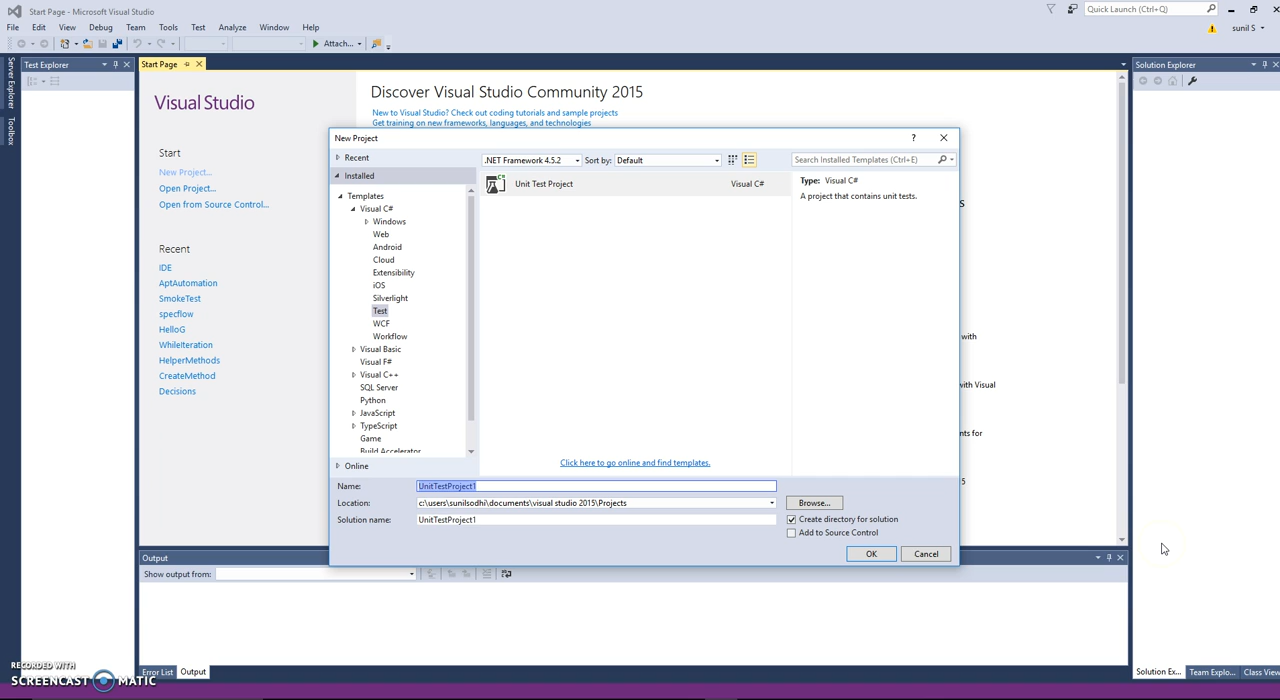 Start Page - Microsoft Visual Studio
Quick Launch (Ctrl+Q)
File Edit View Debug Team Tools Test Analyze Window Help
sunil S
Attach...
Server Explorer
Toolbox
Test Explorer
Start Page
Solution Explorer
Visual Studio
Discover Visual Studio Community 2015
New to Visual Studio? Check out coding tutorials and sample projects
Get training on new frameworks, languages, and technologies
Start
New Project...
Open Project...
Open from Source Control...
Recent
IDE
AptAutomation
SmokeTest
specflow
HelloG
WhileIteration
HelperMethods
CreateMethod
Decisions
New Project
?
Recent
.NET Framework 4.5.2
Sort by: Default
Search Installed Templates (Ctrl+E)
Installed
Templates
Visual C#
Windows
Web
Android
Cloud
Extensibility
iOS
Silverlight
Test
WCF
Workflow
Visual Basic
Visual F#
Visual C++
SQL Server
Python
JavaScript
TypeScript
Game
Build Accelerator
Online
Unit Test Project Visual C#
Type: Visual C#
A project that contains unit tests.
Click here to go online and find templates.
Name: UnitTestProject1
Location: c:\users\sunilsodhi\documents\visual studio 2015\Projects
Browse...
Solution name: UnitTestProject1
Create directory for solution
Add to Source Control
OK Cancel
with
with Visual
nts for
Output
Show output from:
Error List Output
Solution Ex... Team Explo... Class View
RECORDED WITH
SCREENCAST MATIC